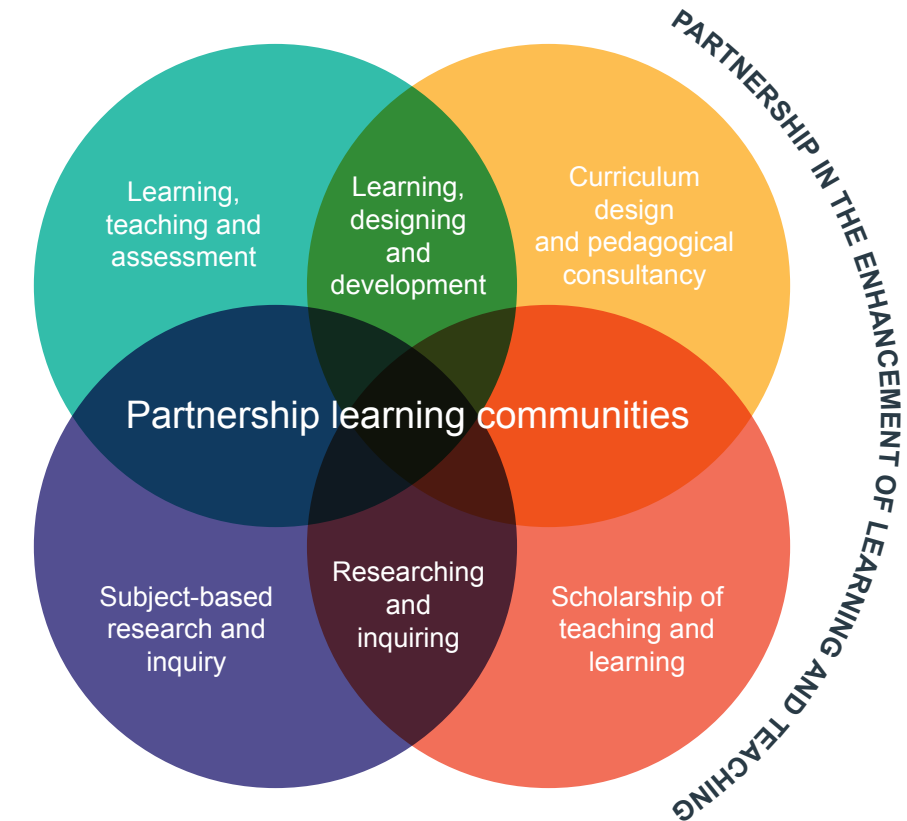 PARTNERSHIP IN THE ENHANCEMENT OF LEARNING AND TEACHING
Learning,
teaching and
assessment
Learning,
designing
and
development
Curriculum
design
and pedagogical
consultancy
Partnership learning communities
Subject-based
research and
inquiry
Researching
and
inquiring
Scholarship of
teaching and
learning